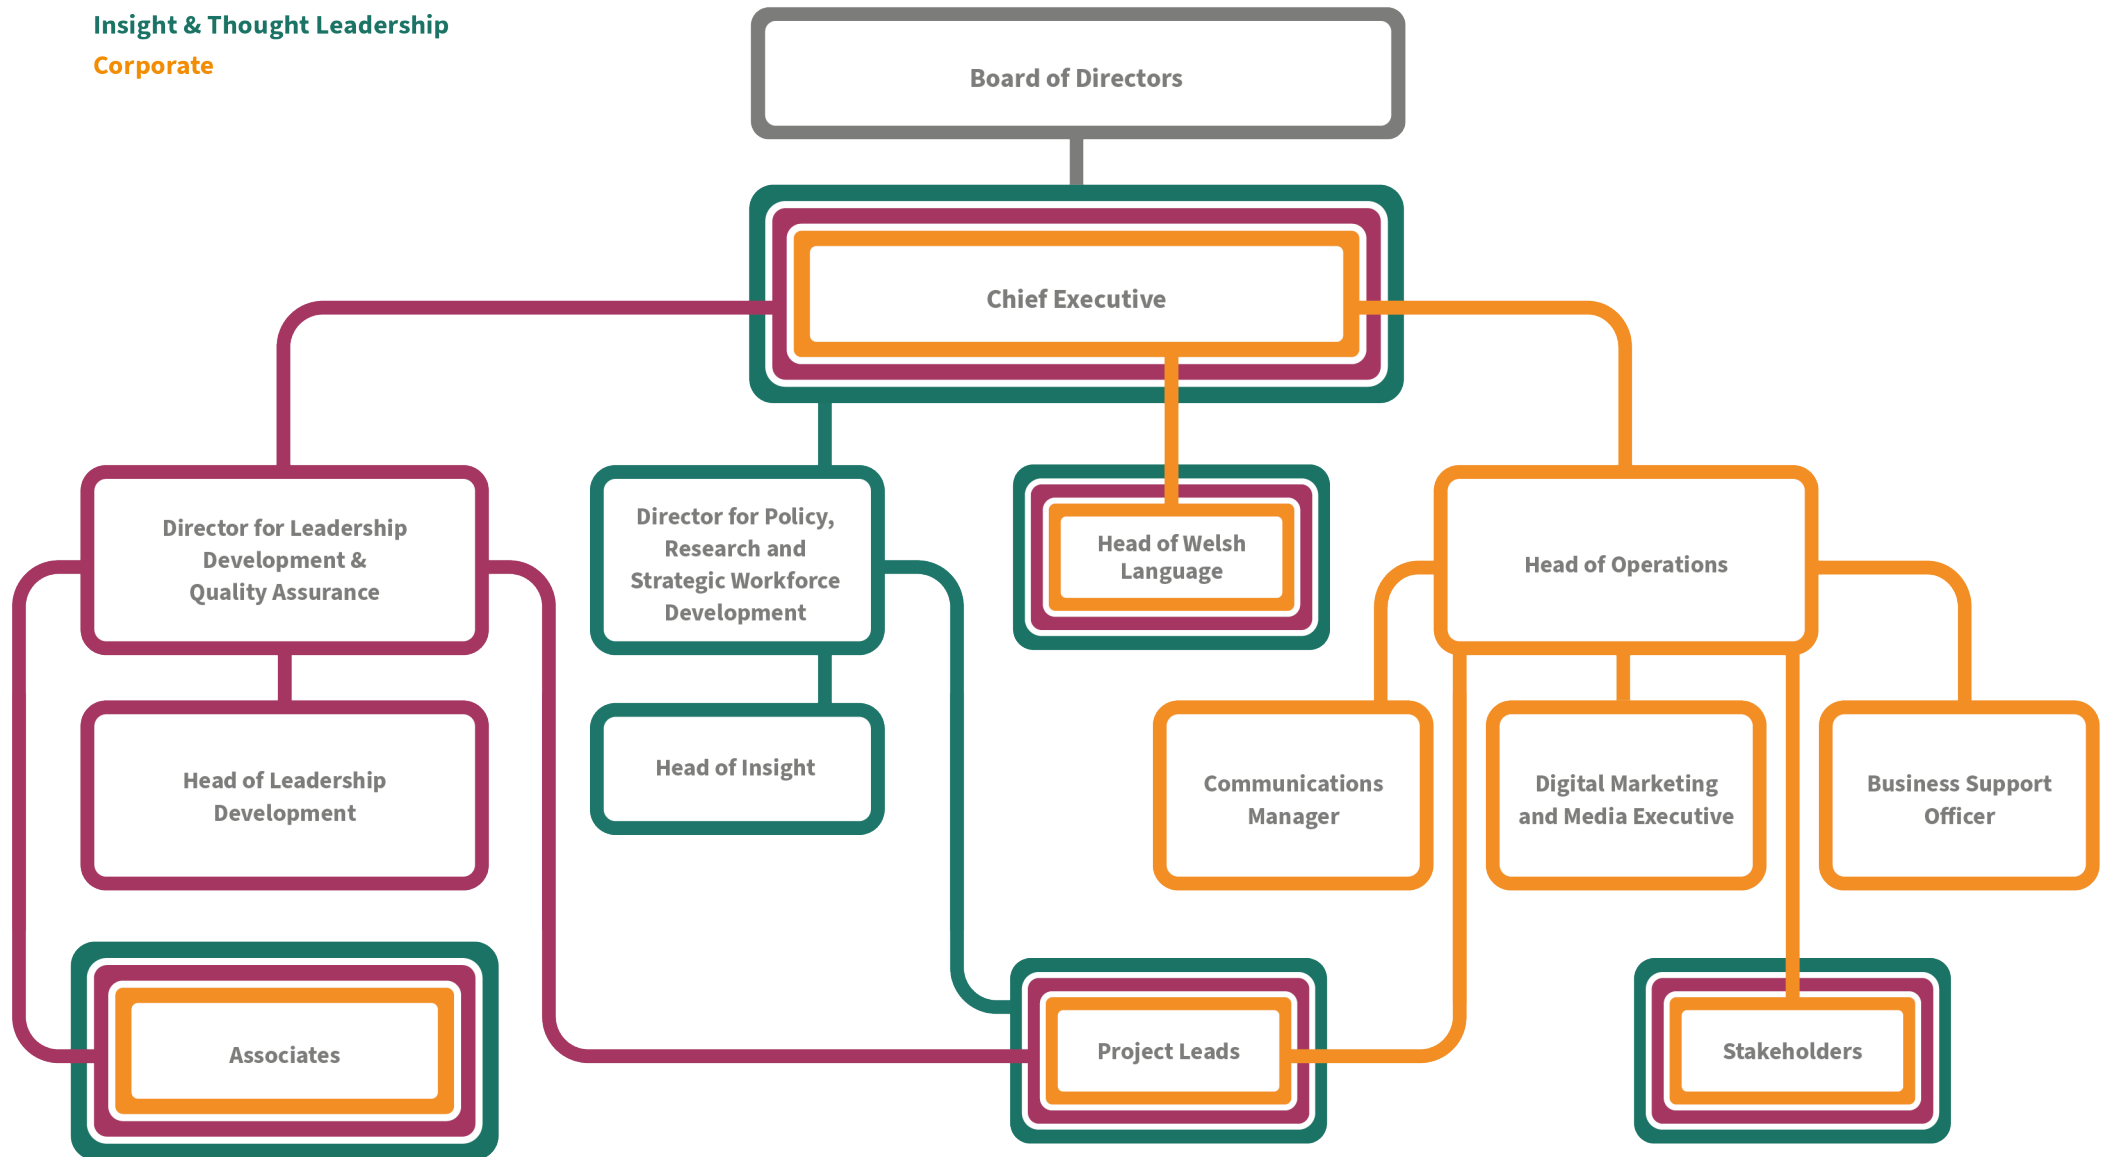 Insight & Thought Leadership
Corporate
Board of Directors
Chief Executive
Director for Leadership
Development &
Quality Assurance
Director for Policy,
Research and
Strategic Workforce
Development
Head of Welsh
Language
Head of Operations
Head of Leadership
Development
Head of Insight
Communications
Manager
Digital Marketing
and Media Executive
Business Support
Officer
Associates
Project Leads
Stakeholders